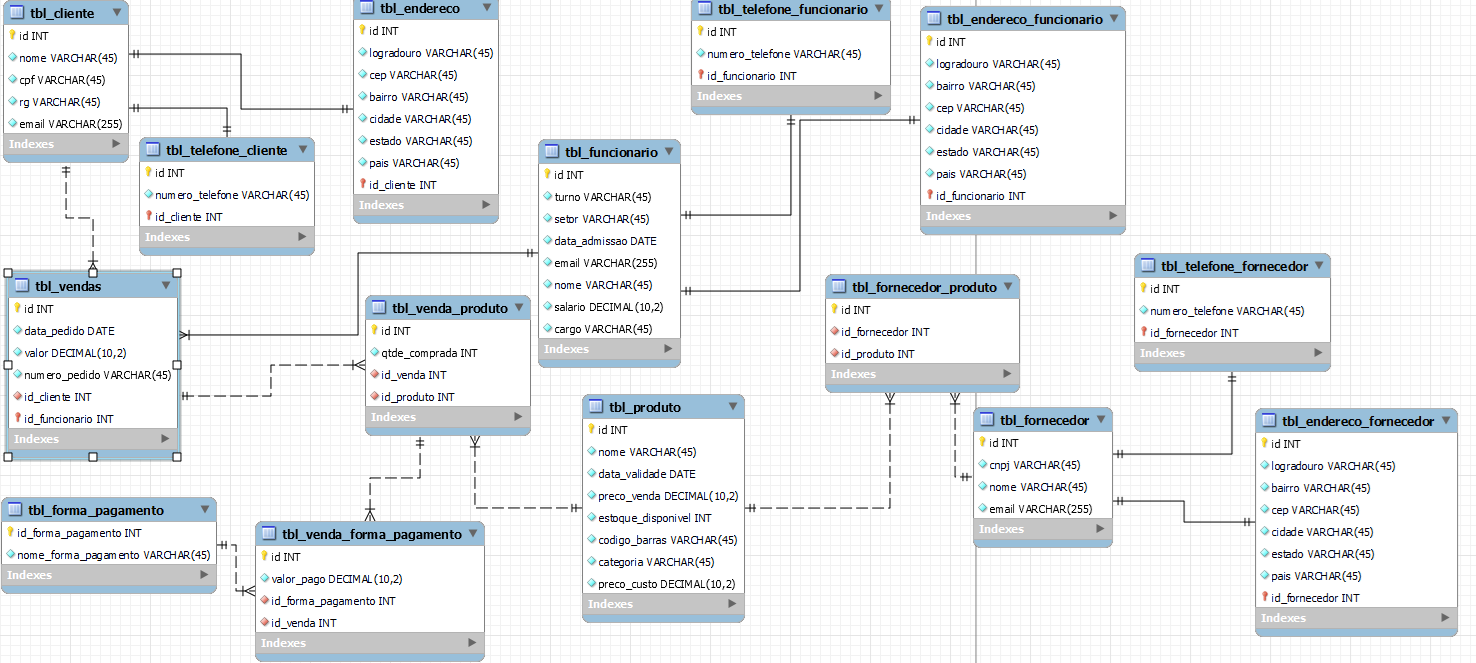 tbl_cliente
id INT
nome VARCHAR(45)
cpf VARCHAR(45)
rg VARCHAR(45)
email VARCHAR(255)
Indexes
tbl_endereco
id INT
logradouro VARCHAR(45)
cep VARCHAR(45)
bairro VARCHAR(45)
cidade VARCHAR(45)
estado VARCHAR(45)
pais VARCHAR(45)
id_cliente INT
Indexes
tbl_telefone_funcionario
id INT
numero_telefone VARCHAR(45)
id_funcionario INT
Indexes
tbl_endereco_funcionario
id INT
logradouro VARCHAR(45)
bairro VARCHAR(45)
cep VARCHAR(45)
cidade VARCHAR(45)
estado VARCHAR(45)
pais VARCHAR(45)
id_funcionario INT
Indexes
tbl_telefone_cliente
id INT
numero_telefone VARCHAR(45)
id_cliente INT
Indexes
tbl_funcionario
id INT
turno VARCHAR(45)
setor VARCHAR(45)
data_admissao DATE
email VARCHAR(255)
nome VARCHAR(45)
salario DECIMAL(10,2)
cargo VARCHAR(45)
Indexes
tbl_vendas
id INT
data_pedido DATE
valor DECIMAL(10,2)
numero_pedido VARCHAR(45)
id_cliente INT
id_funcionario INT
Indexes
tbl_venda_produto
id INT
qtde_comprada INT
id_venda INT
id_produto INT
Indexes
tbl_fornecedor_produto
id INT
id_fornecedor INT
id_produto INT
Indexes
tbl_telefone_fornecedor
id INT
numero_telefone VARCHAR(45)
id_fornecedor INT
Indexes
tbl_produto
id INT
nome VARCHAR(45)
data_validade DATE
preco_venda DECIMAL(10,2)
estoque_disponivel INT
codigo_barras VARCHAR(45)
categoria VARCHAR(45)
preco_custo DECIMAL(10,2)
Indexes
tbl_fornecedor
id INT
cnpj VARCHAR(45)
nome VARCHAR(45)
email VARCHAR(255)
Indexes
tbl_endereco_fornecedor
id INT
logradouro VARCHAR(45)
bairro VARCHAR(45)
cep VARCHAR(45)
cidade VARCHAR(45)
estado VARCHAR(45)
pais VARCHAR(45)
id_fornecedor INT
Indexes
tbl_forma_pagamento
id_forma_pagamento INT
nome_forma_pagamento VARCHAR(45)
Indexes
tbl_venda_forma_pagamento
id INT
valor_pago DECIMAL(10,2)
id_forma_pagamento INT
id_venda INT
Indexes